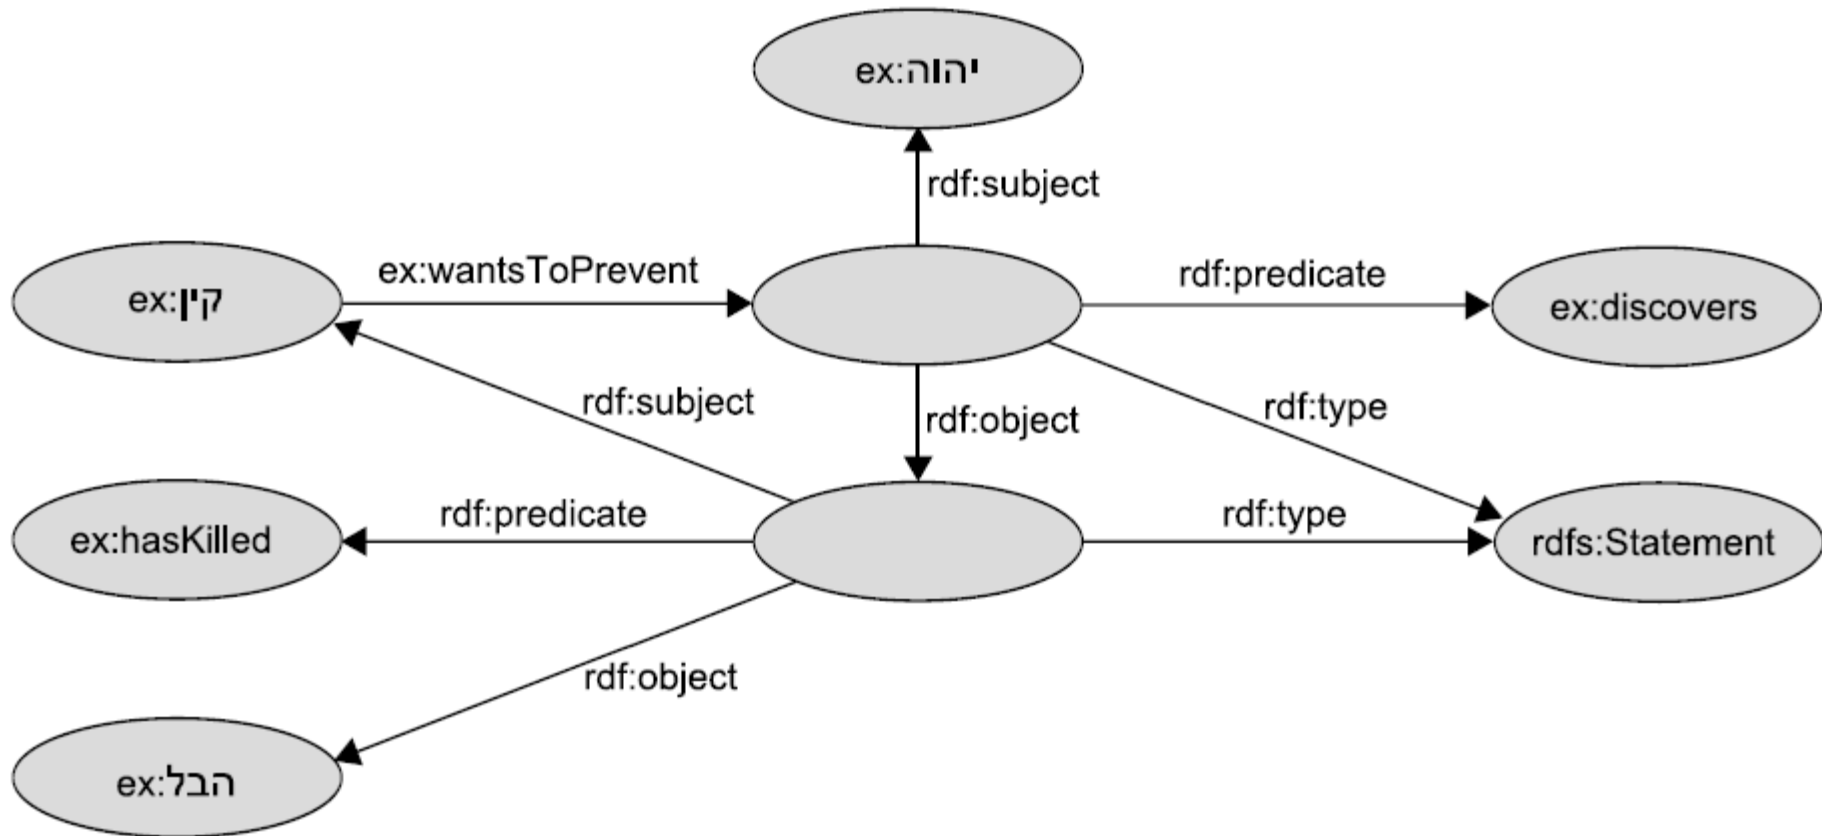 ex:יהוה
rdf:subject
ex:wantsToPrevent
rdf:predicate
ex:קין
ex:discovers
rdf:subject
rdf:object
rdf:type
rdf:predicate
rdf:type
ex:hasKilled
rdfs:Statement
rdf:object
ex:הבל